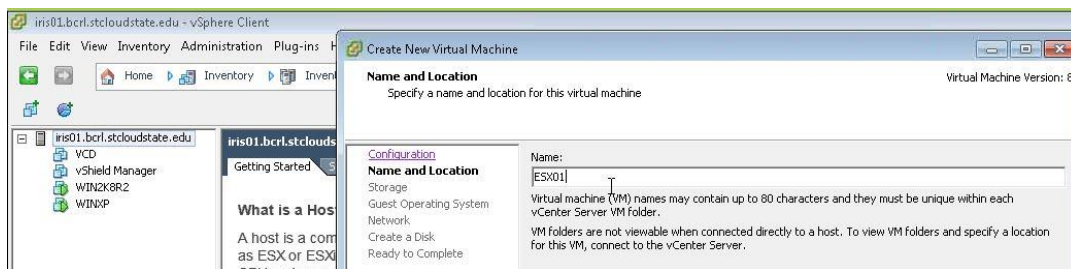 iris01.bcrl.stcloudstate.edu - vSphere Client
File Edit View Inventory Administration Plug-ins
Create New Virtual Machine
Home Inventory
Name and Location
Specify a name and location for this virtual machine
Virtual Machine Version: 8
iris01.bcrl.stcloudstate.edu
VCD
vShield Manager
WIN2K8R2
WINXP
Getting Started
What is a
A host is a
as ESX or
Configuration
Name and Location
Storage
Guest Operating System
Network
Create a Disk
Ready to Complete
Name:
ESX01
Virtual machine (VM) names may contain up to 80 characters and they must be unique within each
vCenter Server VM folder.
VM folders are not viewable when connected directly to a host. To view VM folders and specify a location
for this VM, connect to the vCenter Server.